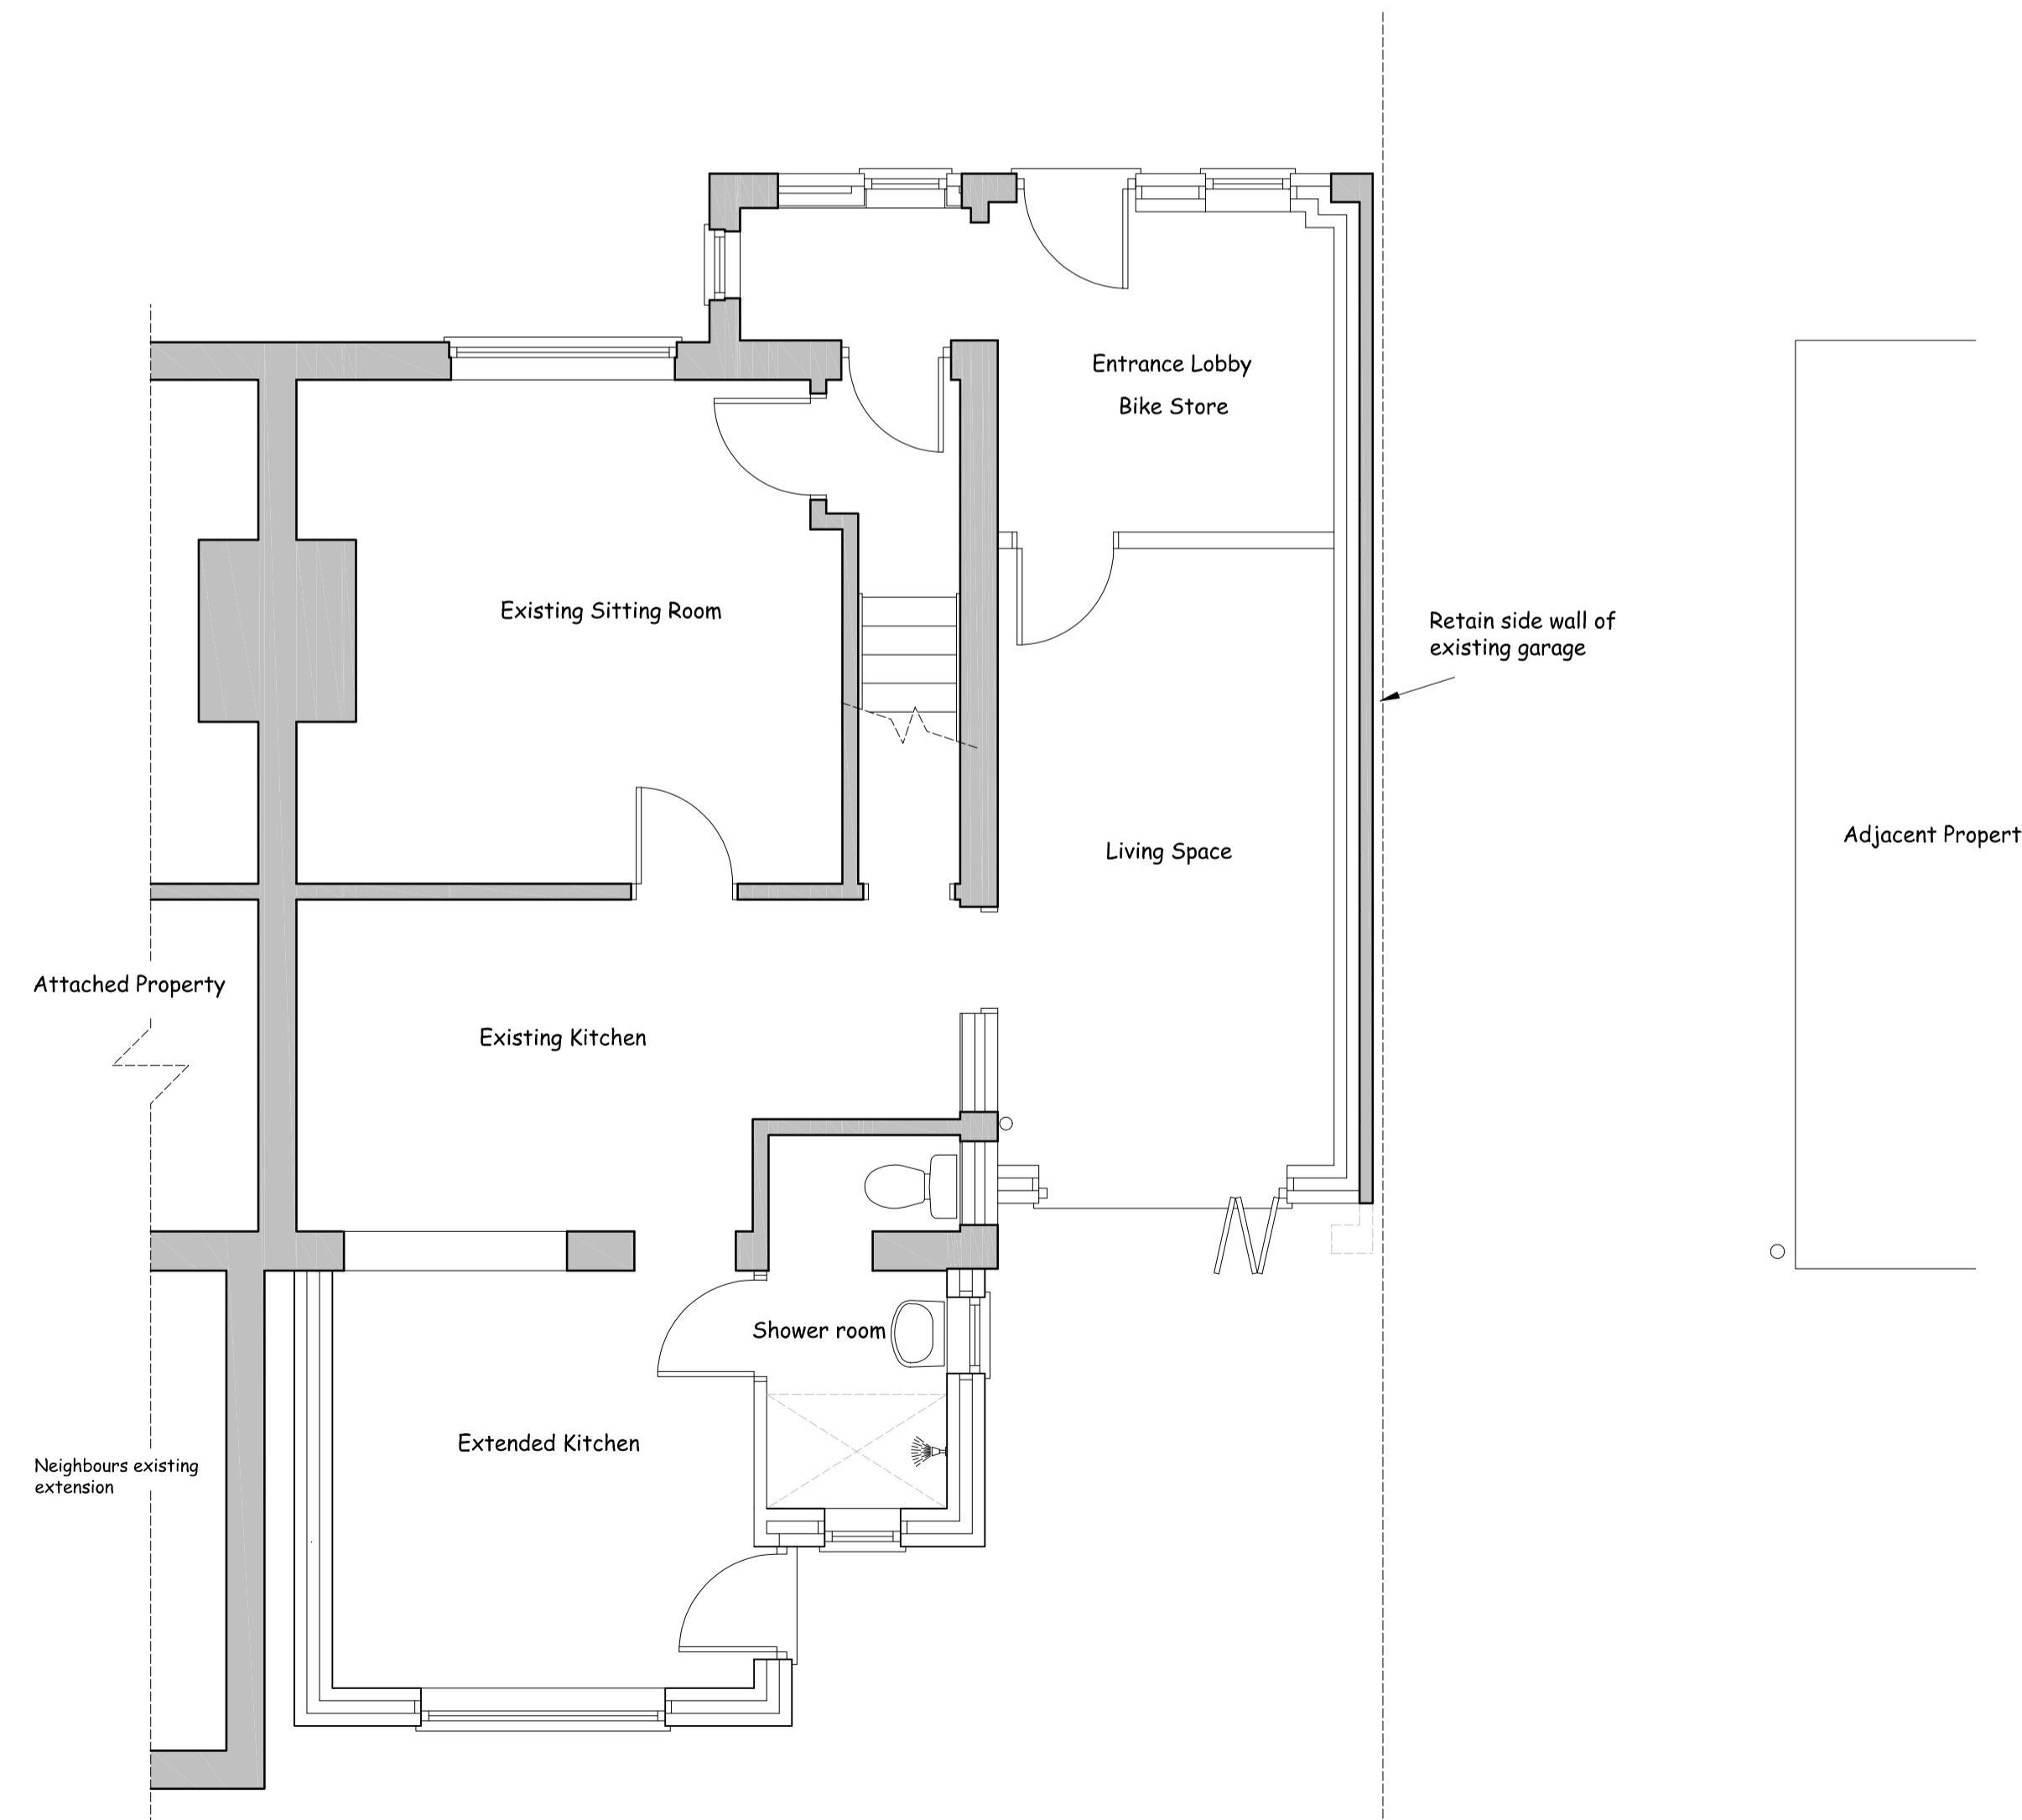 Entrance Lobby
Bike Store
Existing Sitting Room
Retain side wall of
existing garage
Living Space
Adjacent Propert
Attached Property
Existing Kitchen
Shower room
Extended Kitchen
Neighbours existing
extension